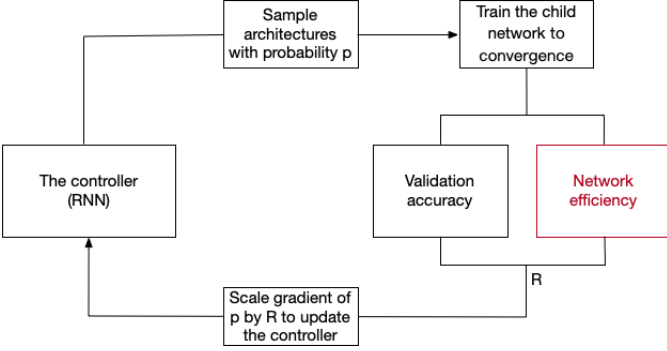 Sample
architectures
with probability p
Train the child
network to
convergence
The controller
(RNN)
Validation
accuracy
Network
efficiency
R
Scale gradient of
p by R to update
the controller